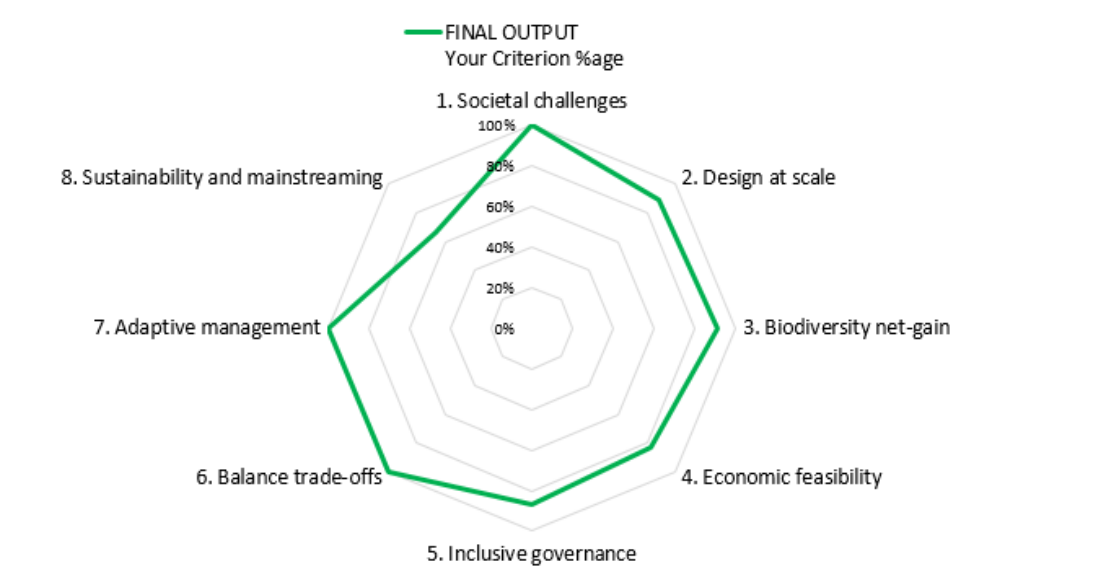 FINAL OUTPUT
Your Criterion %age
1. Societal challenges
100%
8. Sustainability and mainstreaming
80%
2. Design at scale
60%
40%
20%
7. Adaptive management
0%
3. Biodiversity net-gain
6. Balance trade-offs
4. Economic feasibility
5. Inclusive governance